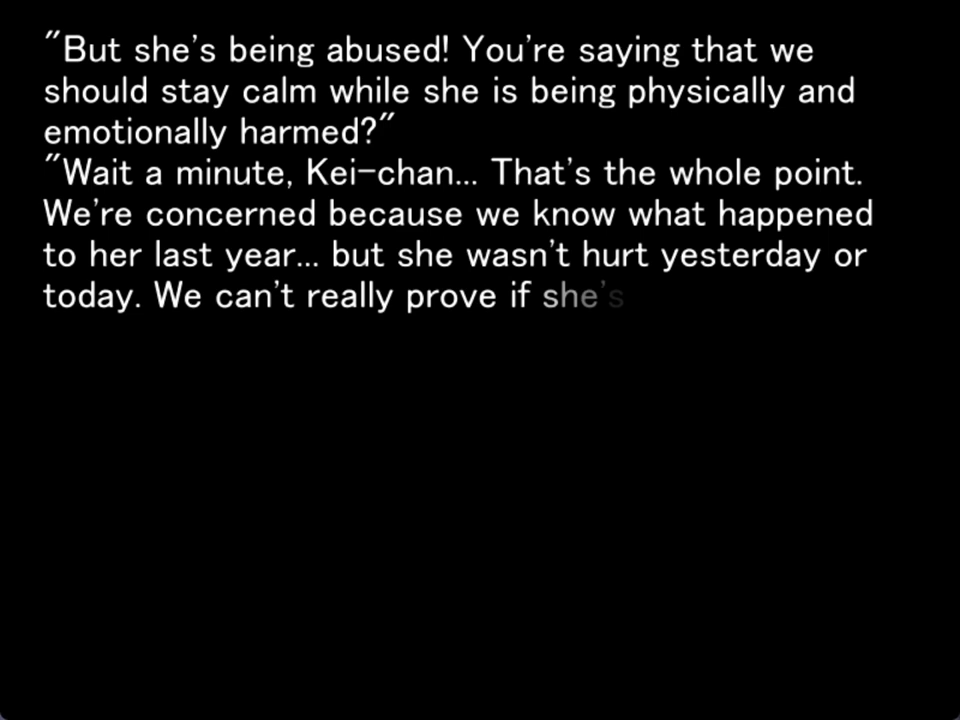 "But she's being abused! You're saying that we
should stay calm while she is being physically and
emotionally harmed?"
"Wait a minute, Kei-chan... That's the whole point.
We're concerned because we know what happened
to her last year... but she wasn't hurt yesterday or
today. We can't really prove if she's